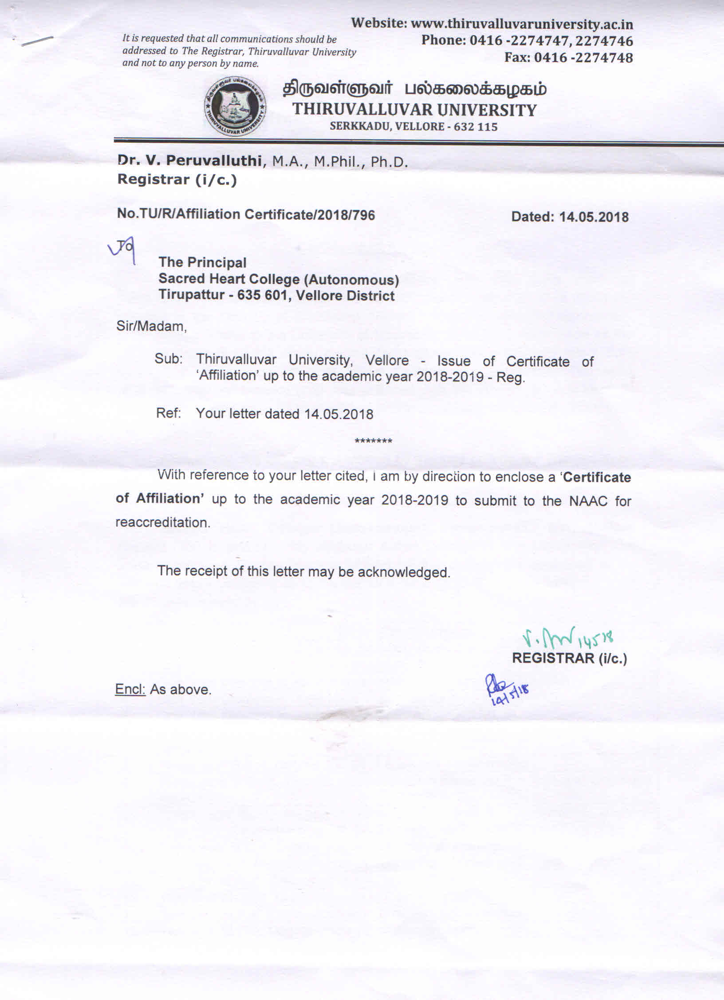 Website: www.thiruvalluvaruniversity.ac.in
It is requested that all communications should be
addressed to The Registrar, Thiruvalluvar University
and not to any person by name.
Phone: 0416 -2274747, 2274746
Fax: 0416 -2274748
திருவள்ளுவர் பல்கலைக்கழகம்
THIRUVALLUVAR UNIVERSITY
SERKKADU, VELLORE - 632 115
திருவள்ளுவர் பல்கலைக்கழகம்
THIRUVALLUVAR UNIVERSITY
Dr. V. Peruvalluthi, M.A., M.Phil., Ph.D.
Registrar (i/c.)
No.TU/R/Affiliation Certificate/2018/796 Dated: 14.05.2018
To
The Principal
Sacred Heart College (Autonomous)
Tirupattur - 635 601, Vellore District
Sir/Madam,
Sub: Thiruvalluvar University, Vellore - Issue of Certificate of
‘Affiliation’ up to the academic year 2018-2019 - Reg.
Ref: Your letter dated 14.05.2018
*******
With reference to your letter cited, i am by direction to enclose a ‘Certificate
of Affiliation’ up to the academic year 2018-2019 to submit to the NAAC for
reaccreditation.
The receipt of this letter may be acknowledged.
14518
REGISTRAR (i/c.)
14/5/18
Encl: As above.